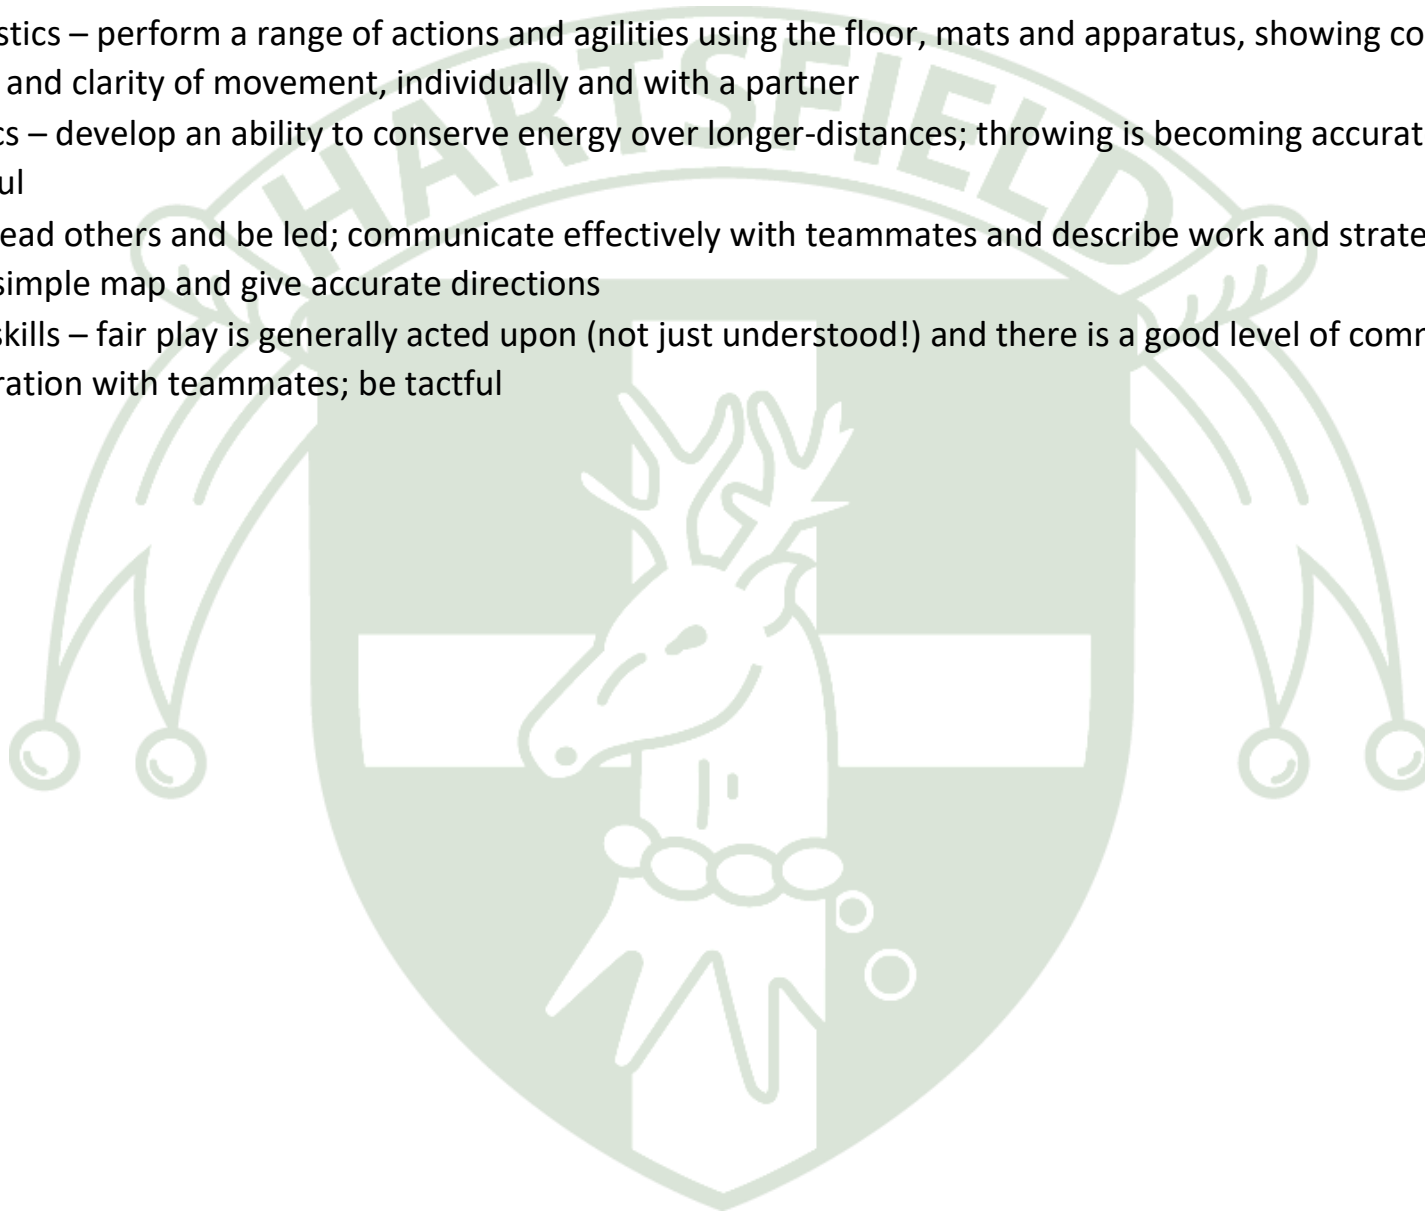 stics – perform a range of actions and agilities using the floor, mats and apparatus, showing co
and clarity of movement, individually and with a partner
cs – develop an ability to conserve energy over longer-distances; throwing is becoming accurat
ul
ead others and be led; communicate effectively with teammates and describe work and strate
simple map and give accurate directions
skills – fair play is generally acted upon (not just understood!) and there is a good level of com
ration with teammates; be tactful
HARTSFIELD